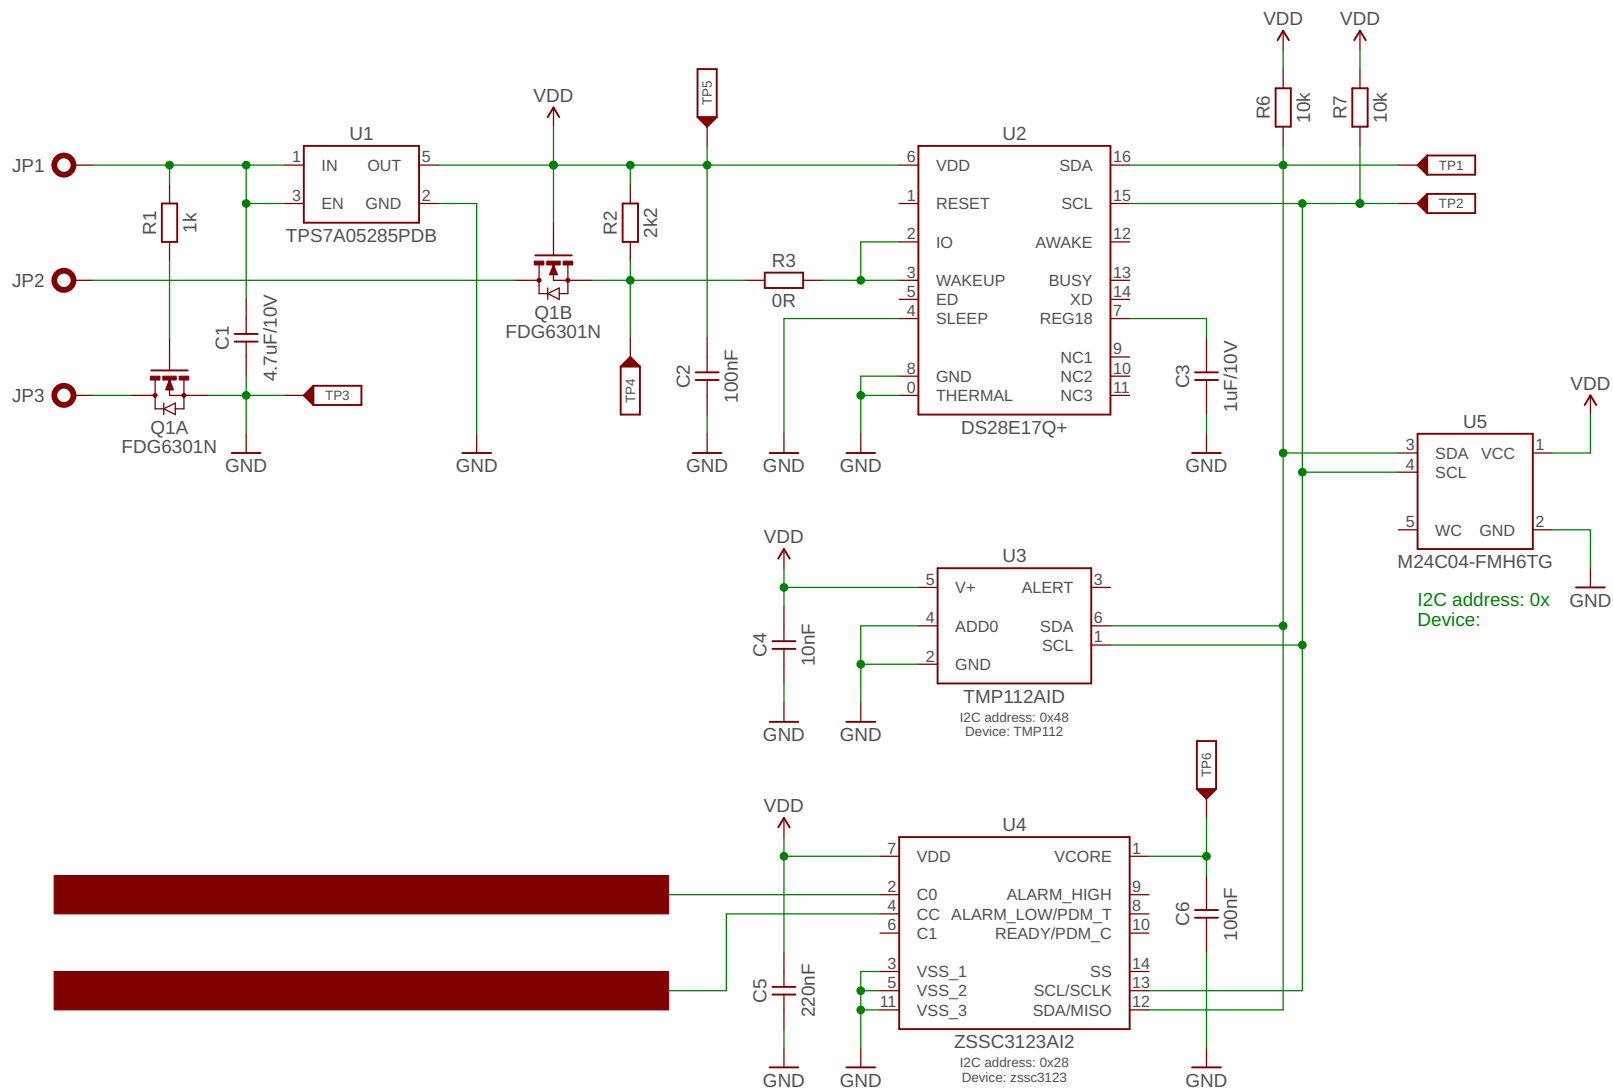 VDD
VDD
R6
10k
R7
10k
TP5
VDD
U1
JP1
1
IN
OUT
5
3
EN
GND
2
TPS7A05285PDB
R1
1k
R2
2k2
U2
6
VDD
SDA
16
TP1
1
RESET
SCL
15
TP2
2
IO
AWAKE
12
3
WAKEUP
BUSY
13
5
ED
XD
14
4
SLEEP
REG18
7
NC1
9
8
GND
NC2
10
0
THERMAL
NC3
11
DS28E17Q+
JP2
Q1B
FDG6301N
R3
0R
C1
4.7uF/10V
TP4
C2
100nF
C3
1uF/10V
JP3
TP3
Q1A
FDG6301N
GND
GND
GND
GND
GND
GND
VDD
U5
3
SDA
VCC
1
4
SCL
5
WC
GND
2
M24C04-FMH6TG
I2C address: 0x
Device:
GND
VDD
U3
5
V+
ALERT
3
4
ADD0
SDA
6
SCL
1
2
GND
TMP112AID
I2C address: 0x48
Device: TMP112
C4
10nF
GND
GND
TP6
VDD
U4
7
VDD
VCORE
1
2
C0
ALARM_HIGH
9
4
CC
ALARM_LOW/PDM_T
8
6
C1
READY/PDM_C
10
3
VSS_1
SS
14
5
VSS_2
SCL/SCLK
13
11
VSS_3
SDA/MISO
12
ZSSC3123AI2
I2C address: 0x28
Device: zssc3123
C5
220nF
C6
100nF
GND
GND
GND